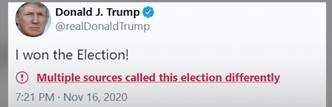 Donald J. Trump
@realDonaldTrump
I won the Election!
Multiple sources called this election differently
7:21 PM · Nov 16, 2020